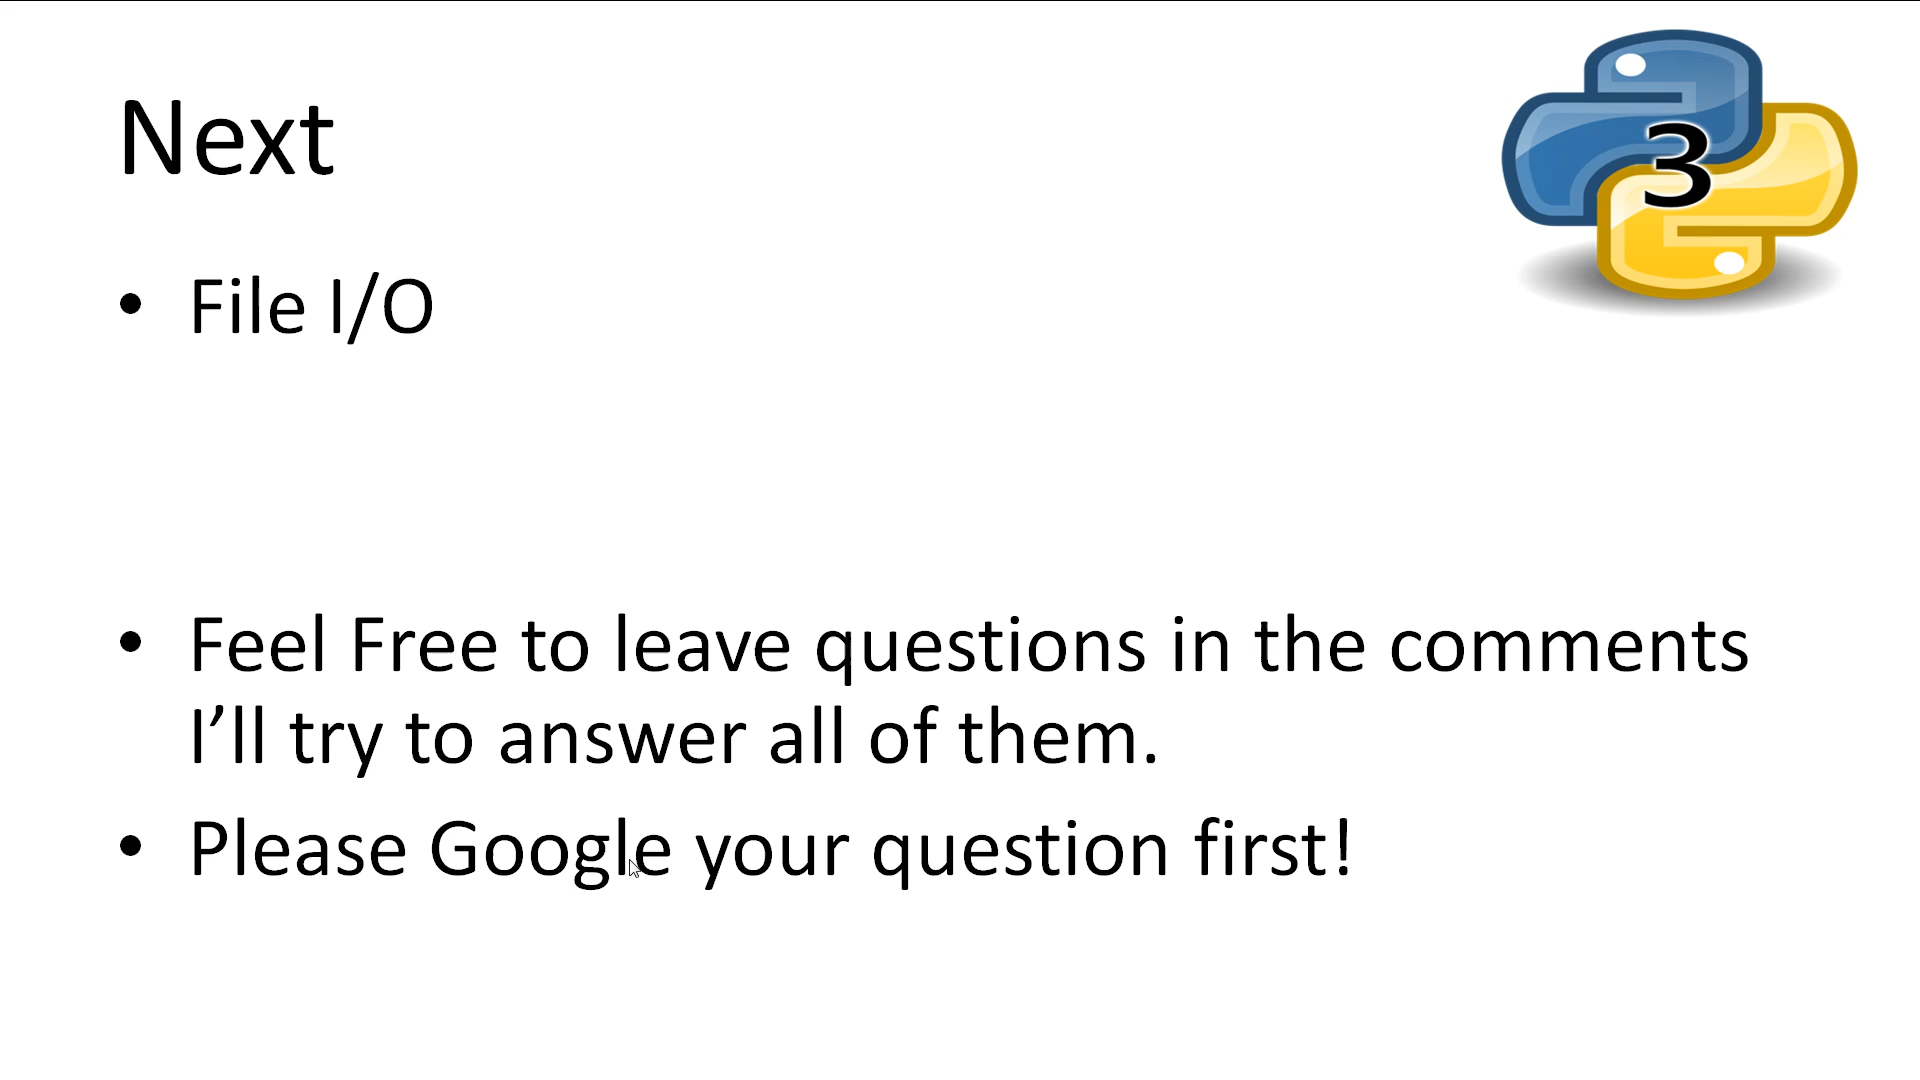 Next
3
• File I/O
• Feel Free to leave questions in the comments
I’ll try to answer all of them.
• Please Google your question first!